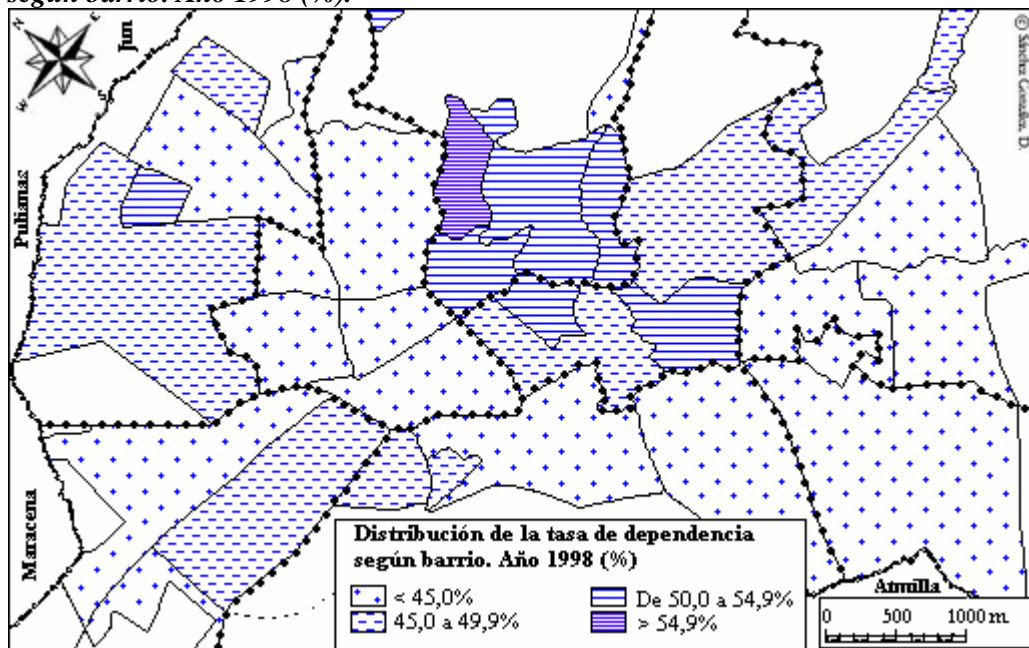 según barrio. Año 1998 (%).
N
E
W
S
Jun
© Sánchez González, D.
Pulianas
Maracena
Distribución de la tasa de dependencia
según barrio. Año 1998 (%)
< 45,0%
De 50,0 a 54,9%
45,0 a 49,9%
> 54,9%
Armilla
0 500 1000 m.